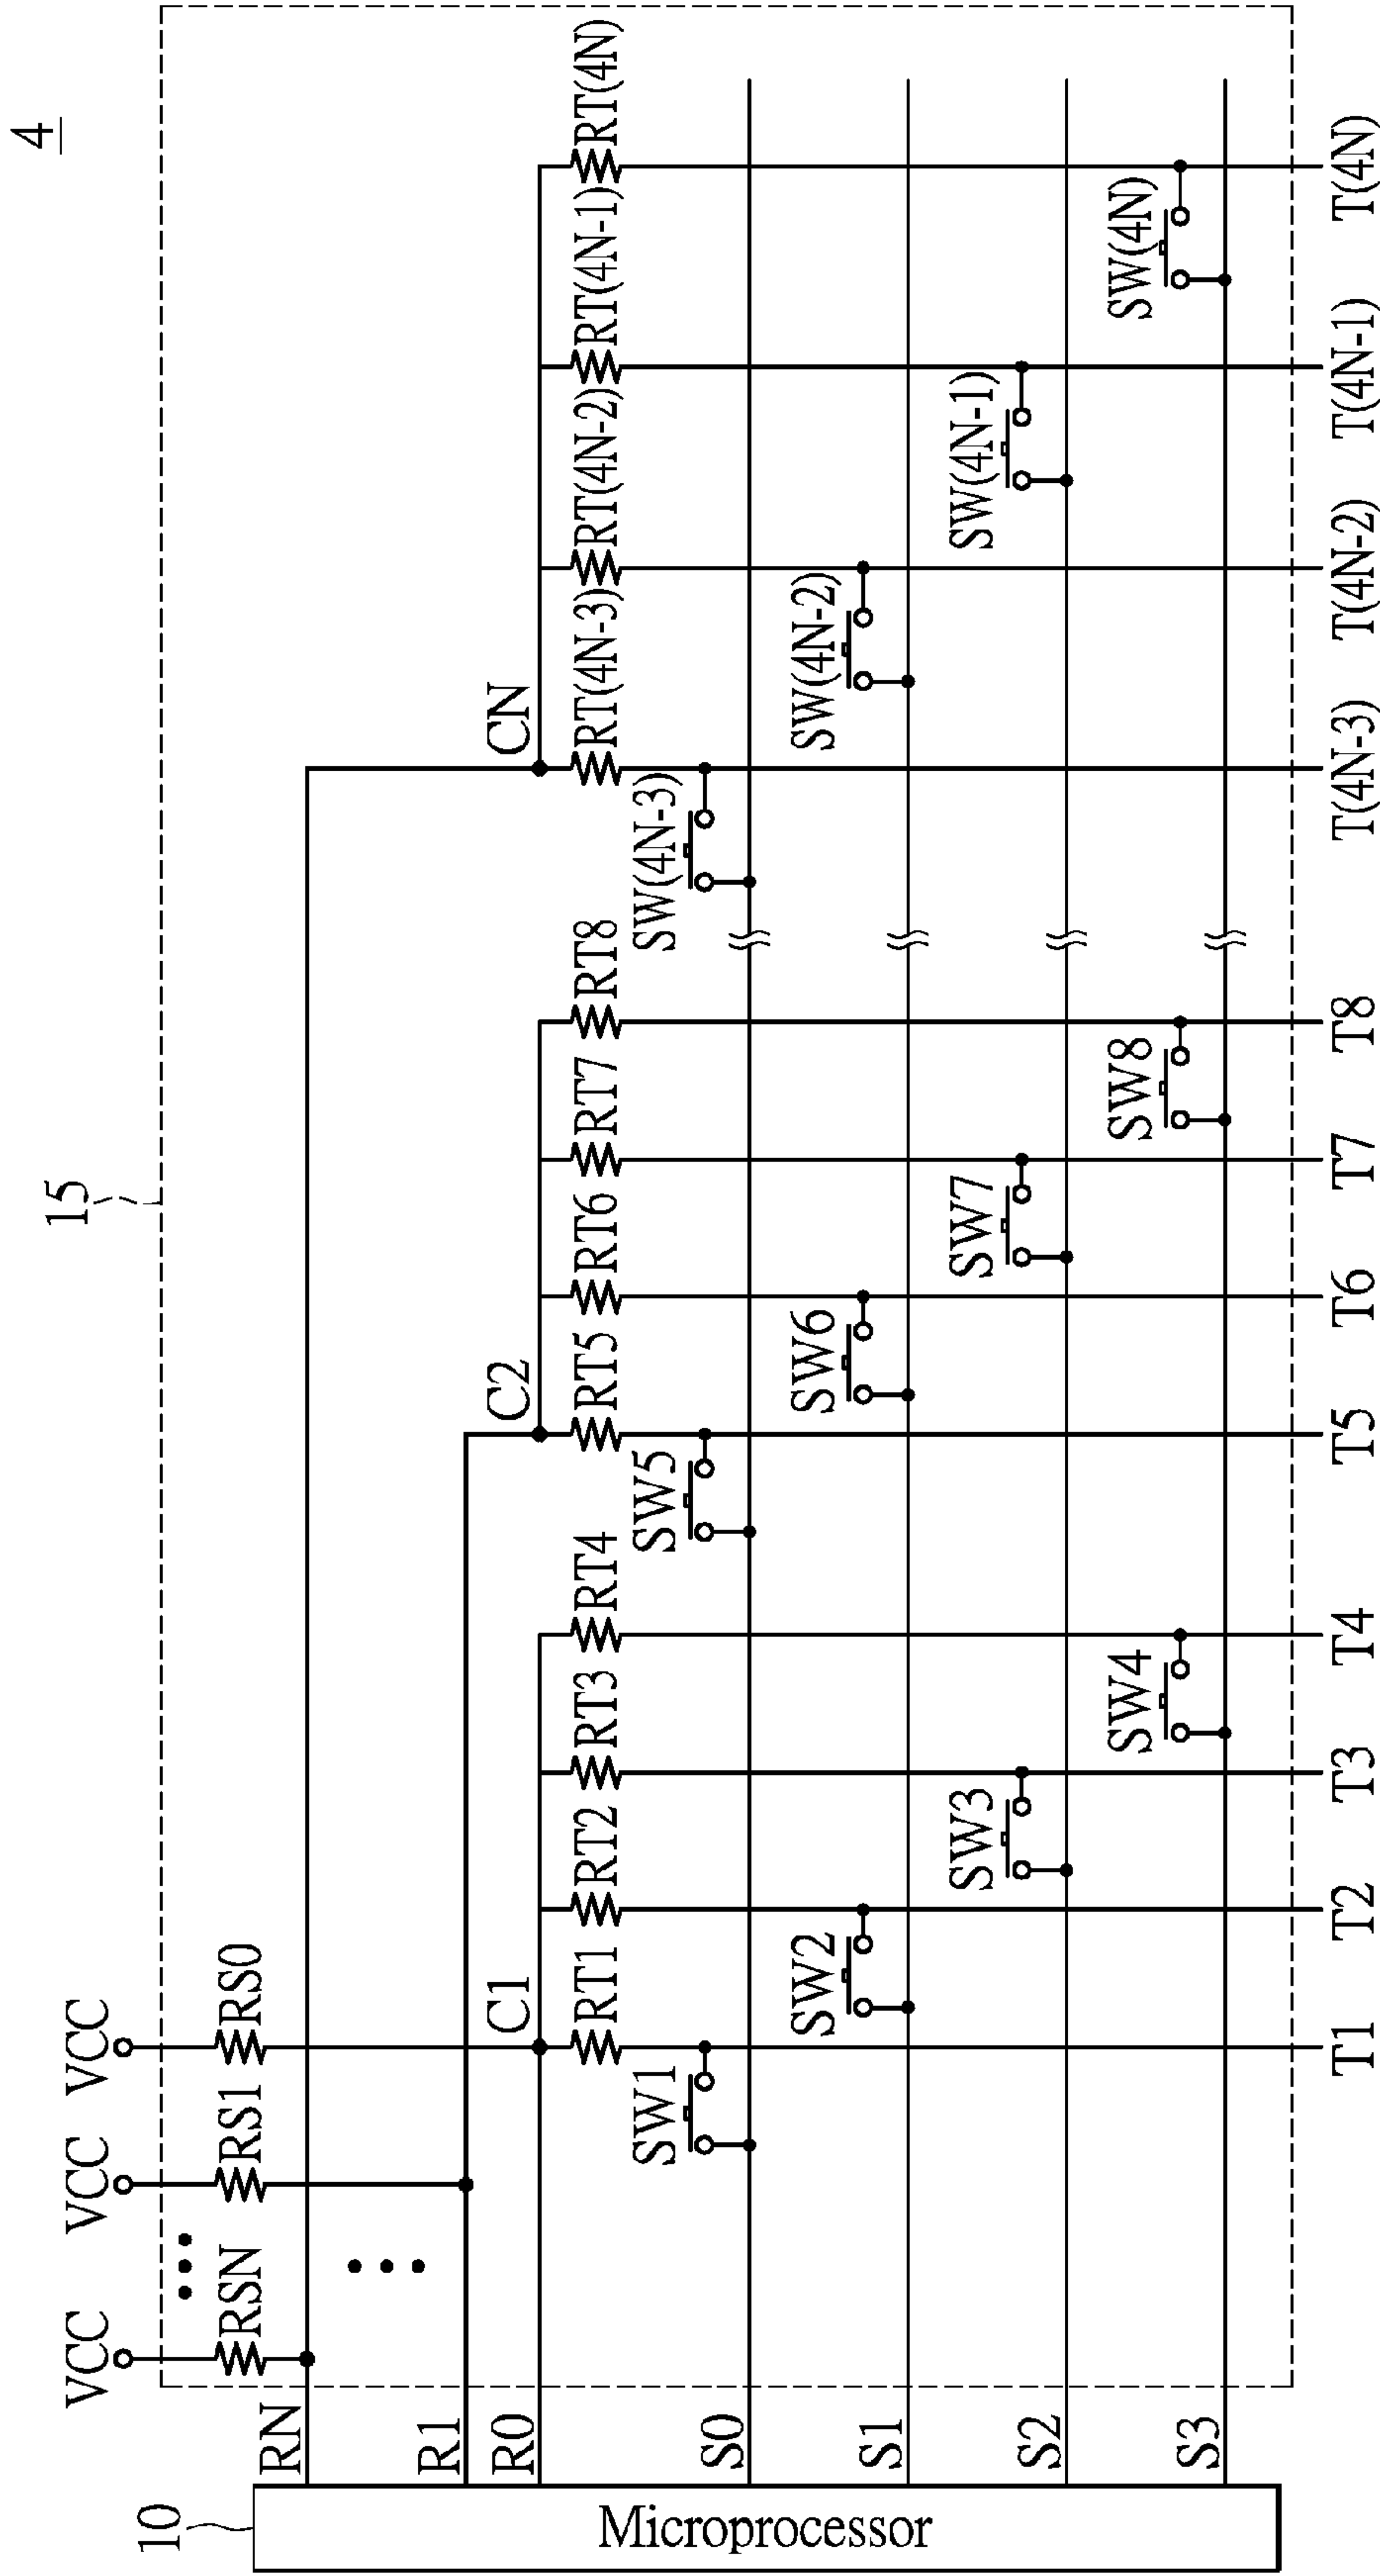 4
15
VCC VCC VCC
RSN RS1 RS0
10
Microprocessor
RN
R1
R0
C1 C2 CN
RT1 RT2 RT3 RT4 RT5 RT6 RT7 RT8 RT(4N-3) RT(4N-2) RT(4N-1) RT(4N)
SW1 SW5 SW(4N-3)
S0
SW2 SW6 SW(4N-2)
S1
SW3 SW7 SW(4N-1)
S2
SW4 SW8 SW(4N)
S3
T1 T2 T3 T4 T5 T6 T7 T8 T(4N-3) T(4N-2) T(4N-1) T(4N)